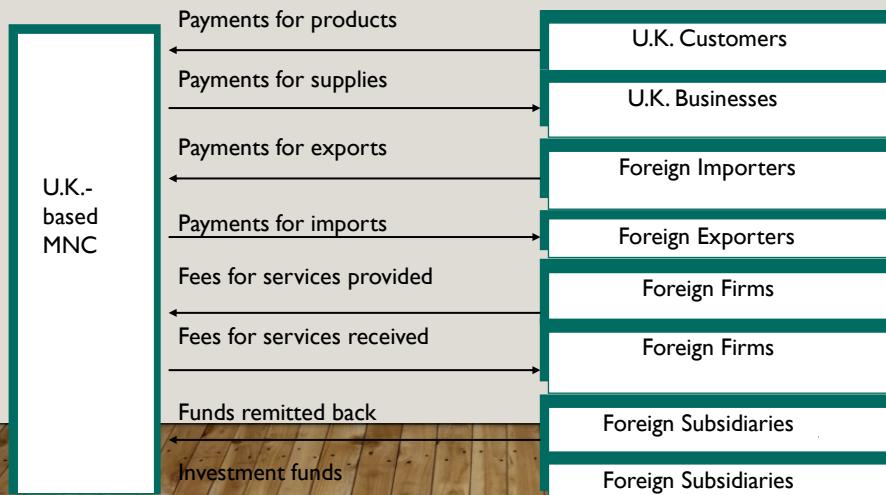 Payments for products
U.K. Customers
Payments for supplies
U.K. Businesses
Payments for exports
Foreign Importers
U.K.-
based
MNC
Payments for imports
Foreign Exporters
Fees for services provided
Foreign Firms
Fees for services received
Foreign Firms
Funds remitted back
Foreign Subsidiaries
Investment funds
Foreign Subsidiaries